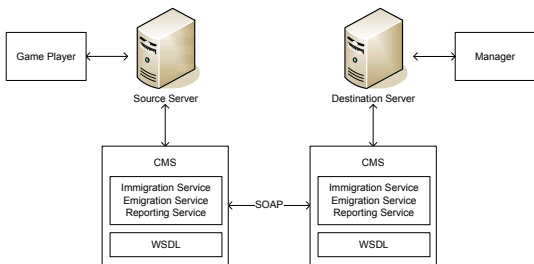 Game Player
Source Server
Destination Server
Manager
CMS
Immigration Service
Emigration Service
Reporting Service
WSDL
SOAP
CMS
Immigration Service
Emigration Service
Reporting Service
WSDL